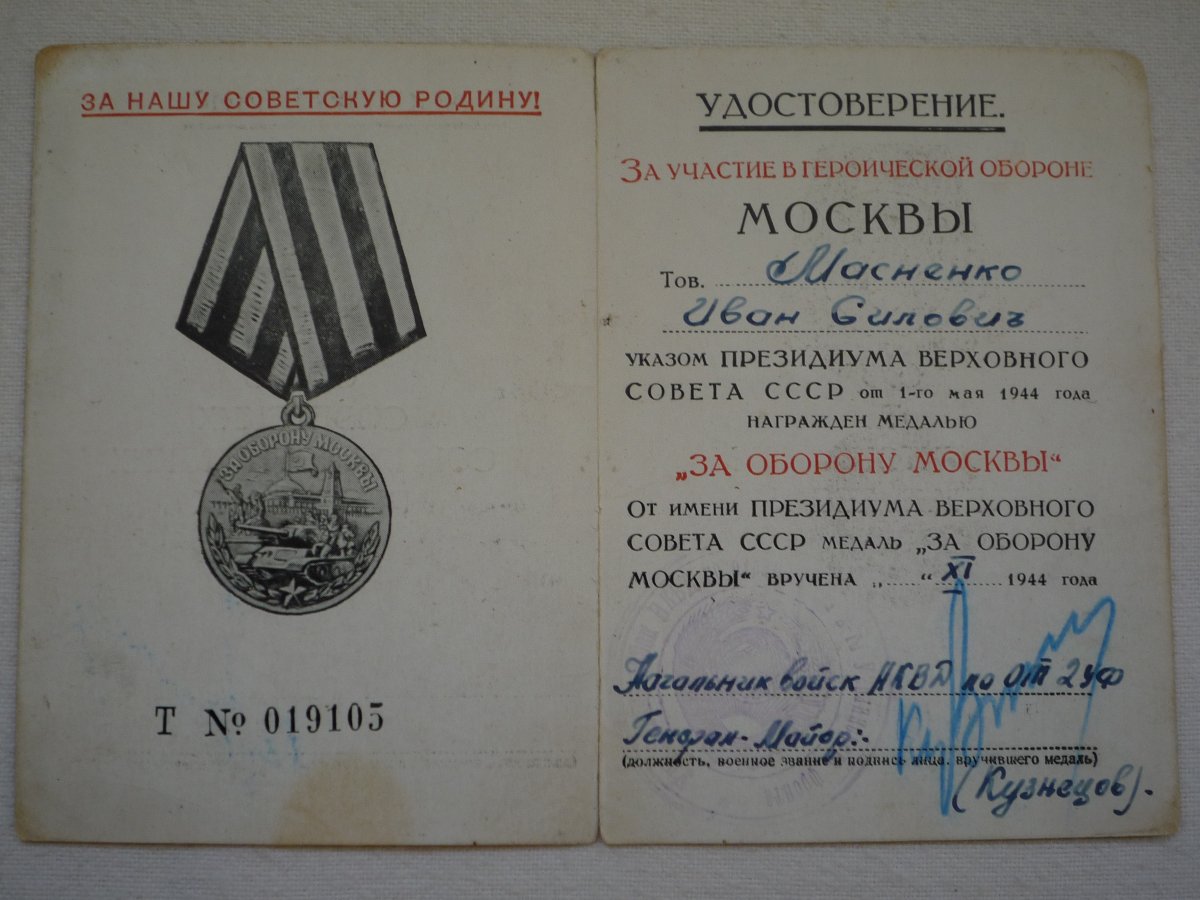 ЗА НАШУ СОВЕТСКУЮ РОДИНУ!
ЗА ОБОРОНУ МОСКВЫ
Т № 019105
УДОСТОВЕРЕНИЕ.
ЗА УЧАСТИЕ В ГЕРОИЧЕСКОЙ ОБОРОНЕ
МОСКВЫ
Тов. Масненко
Иван Силович
УКАЗОМ ПРЕЗИДИУМА ВЕРХОВНОГО
СОВЕТА СССР от 1-го мая 1944 года
НАГРАЖДЕН МЕДАЛЬЮ
„ЗА ОБОРОНУ МОСКВЫ“
ОТ ИМЕНИ ПРЕЗИДИУМА ВЕРХОВНОГО
СОВЕТА СССР МЕДАЛЬ „ЗА ОБОРОНУ
МОСКВЫ“ ВРУЧЕНА „ “ XI 1944 года
Начальник войск НКВД по ОТ 2 УФ
Генерал-Майор:-
(должность, военное звание и подпись лица, вручившего медаль)
(Кузнецов).